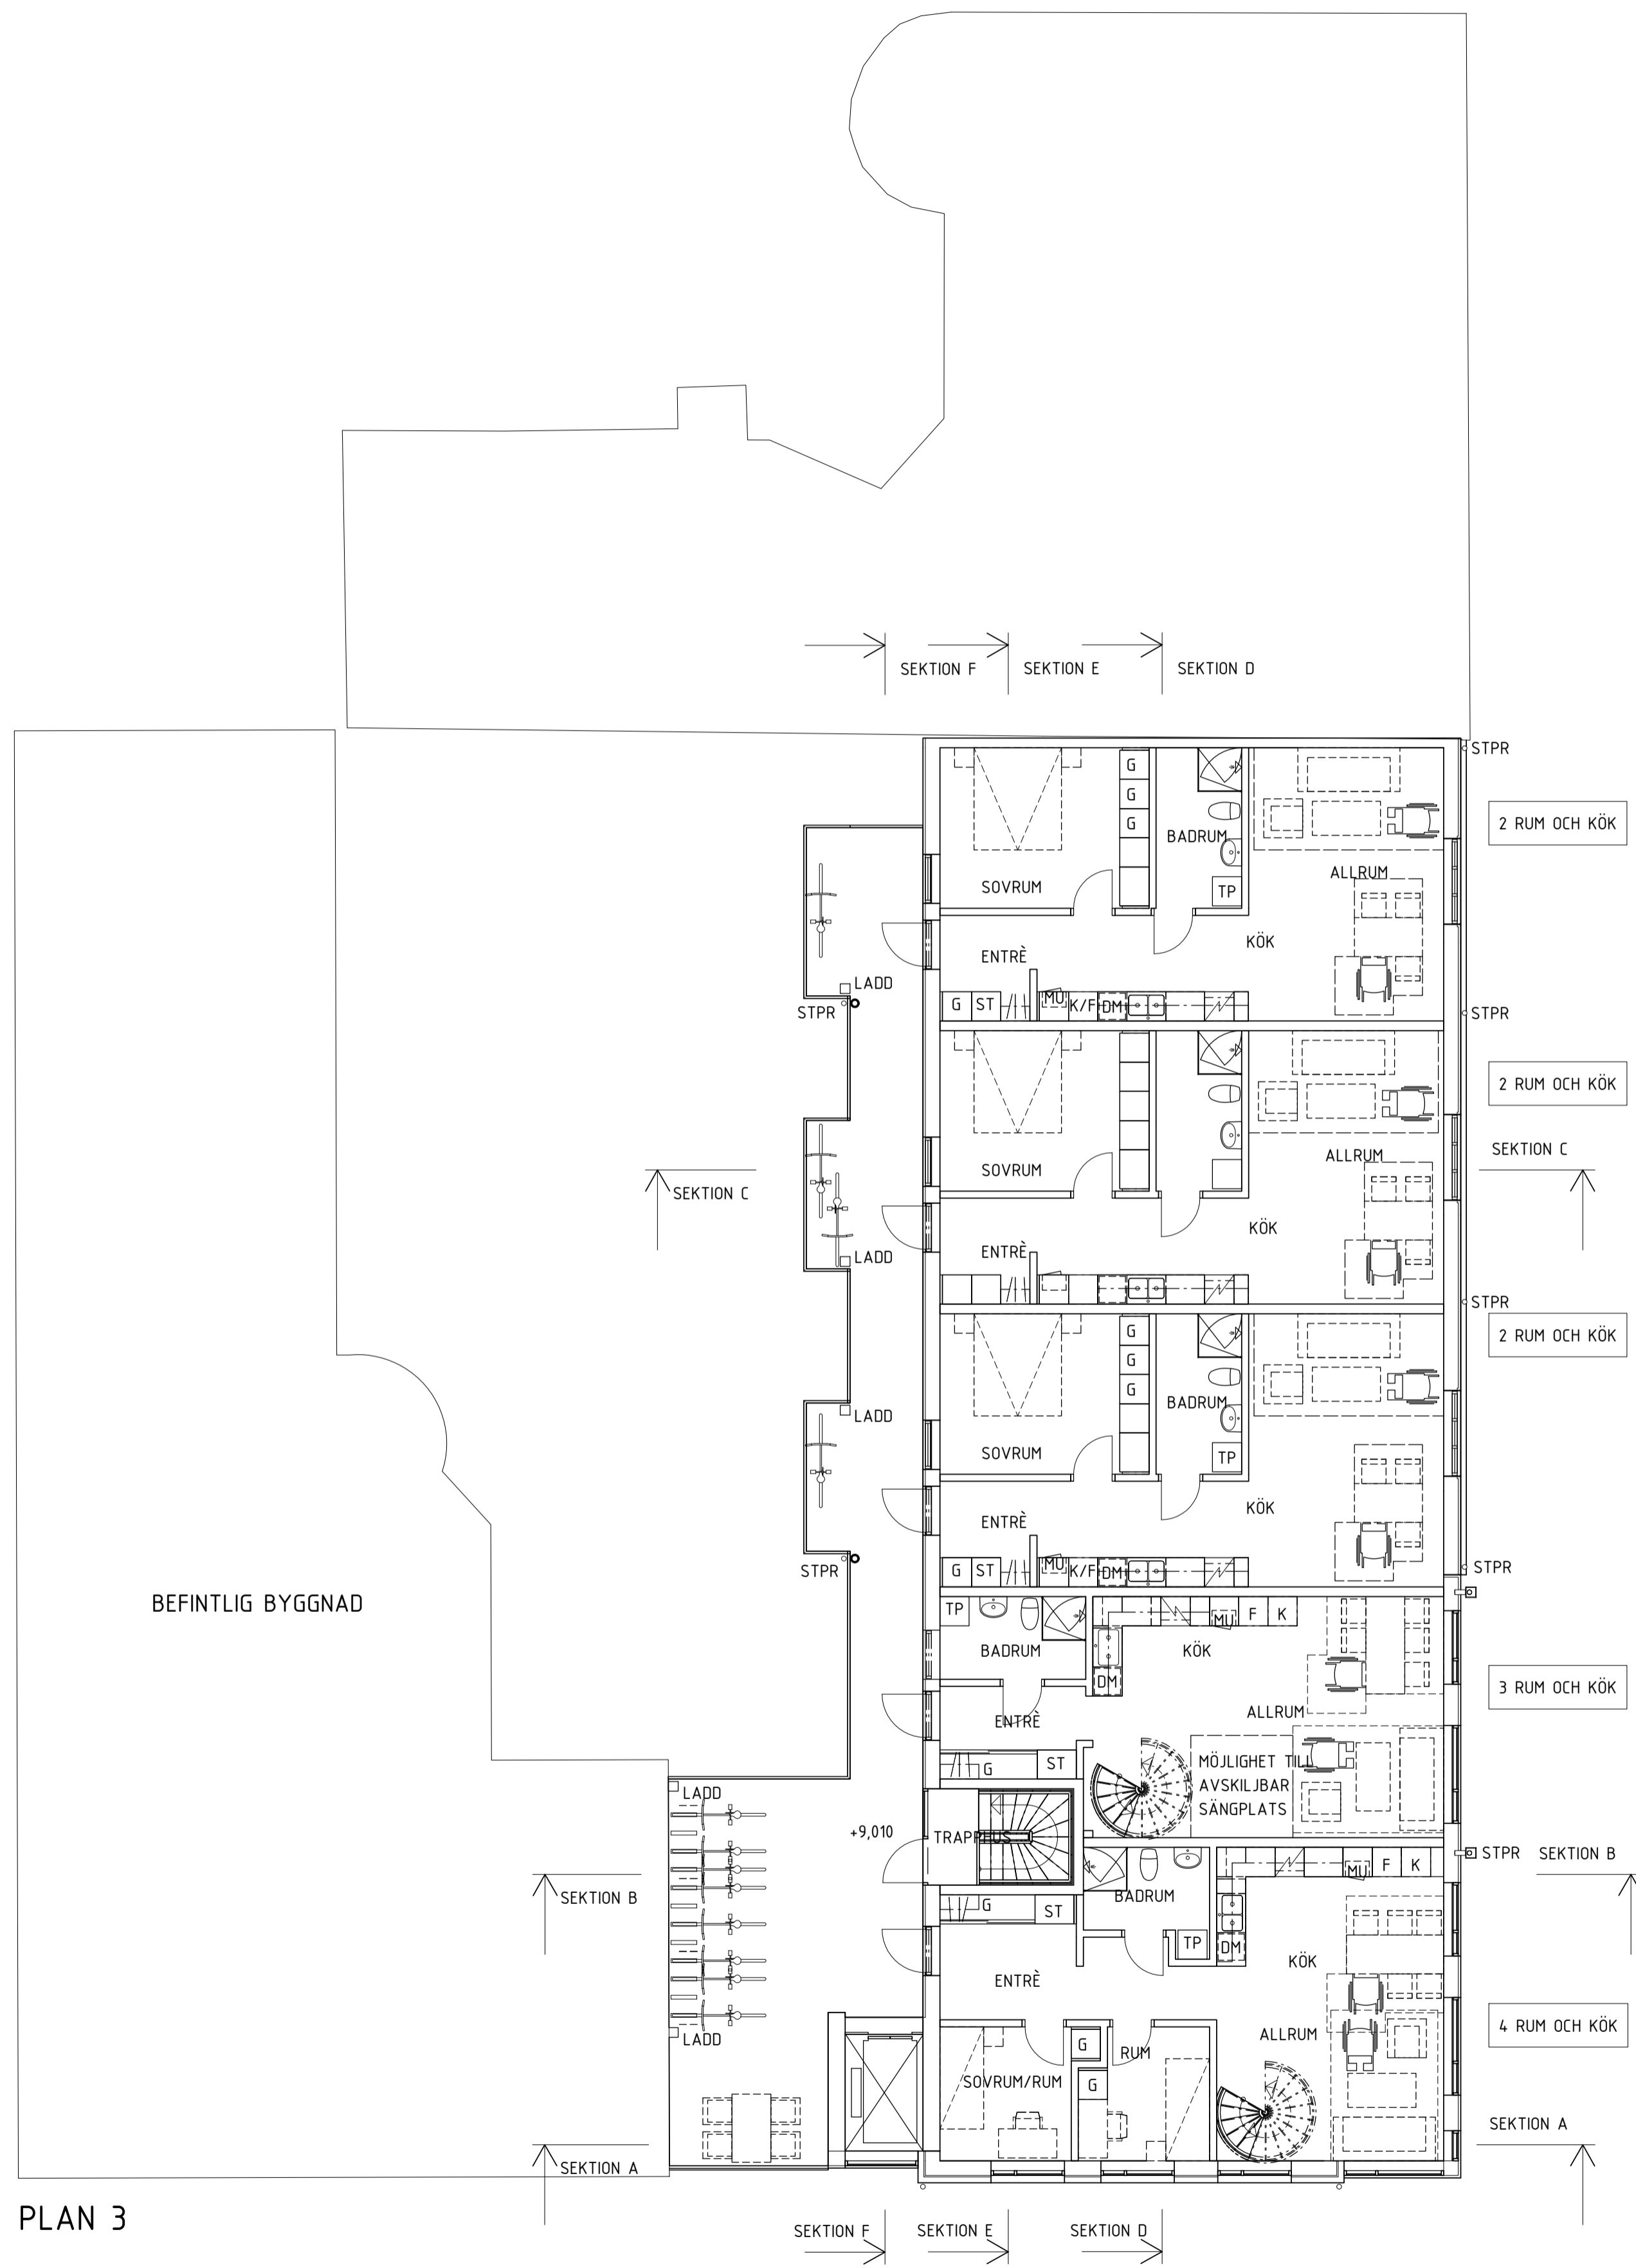 SEKTION F
SEKTION E
SEKTION D
STPR
G
G
G
BADRUM
TP
SOVRUM
2 RUM OCH KÖK
ALLRUM
KÖK
ENTRÈ
LADD
STPR
G ST MU K/F DM
STPR
2 RUM OCH KÖK
SEKTION C
SEKTION C
SOVRUM
ALLRUM
KÖK
ENTRÈ
LADD
STPR
2 RUM OCH KÖK
G
G
G
BADRUM
TP
LADD
SOVRUM
KÖK
ENTRÈ
STPR
G ST MU K/F DM
STPR
BEFINTLIG BYGGNAD
TP
BADRUM
MU F K
KÖK
DM
3 RUM OCH KÖK
ENTRÈ
ALLRUM
G ST
MÖJLIGHET TILL
AVSKILJBAR
SÄNGPLATS
LADD
+9,010
TRAPPHUS
STPR
SEKTION B
SEKTION B
MU F K
BADRUM
G ST
TP
DM
KÖK
ENTRÈ
4 RUM OCH KÖK
ALLRUM
LADD
G
RUM
SOVRUM/RUM
G
SEKTION A
SEKTION A
PLAN 3
SEKTION F
SEKTION E
SEKTION D